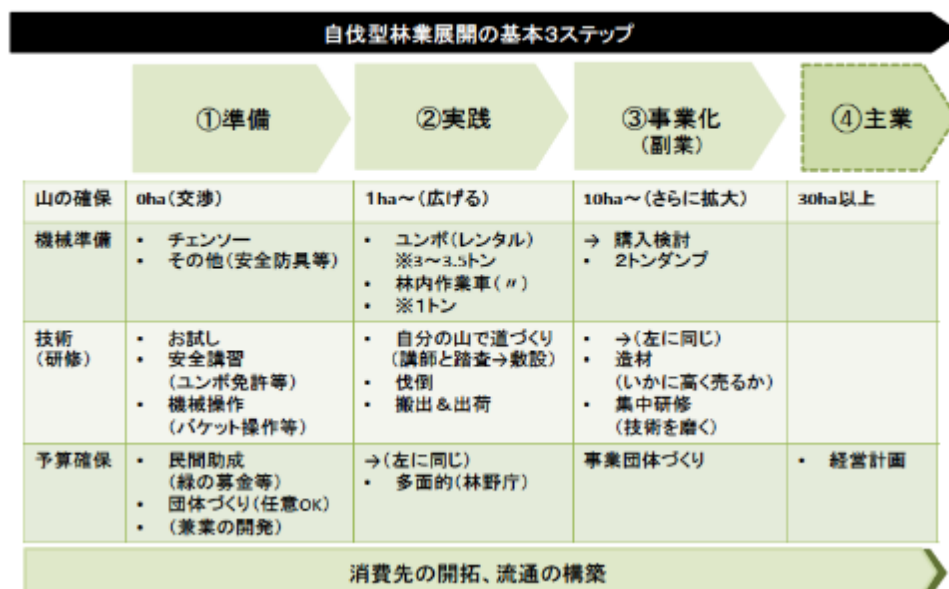 自伐型林業展開の基本3ステップ
①準備
②実践
③事業化
(副業)
④主業
山の確保
0ha(交渉)
1ha~(広げる)
10ha~(さらに拡大)
30ha以上
機械準備
• チェンソー
• その他(安全防具等)
• ユンボ(レンタル)
※3~3.5トン
• 林内作業車(〃)
• ※1トン
→ 購入検討
• 2トンダンプ
技術
(研修)
• お試し
• 安全講習
(ユンボ免許等)
• 機械操作
(バケット操作等)
• 自分の山で道づくり
(講師と踏査→敷設)
• 伐倒
• 搬出&出荷
• →(左に同じ)
• 造材
(いかに高く売るか)
• 集中研修
(技術を磨く)
予算確保
• 民間助成
(緑の募金等)
• 団体づくり(任意OK)
• (兼業の開発)
→(左に同じ)
• 多面的(林野庁)
事業団体づくり
• 経営計画
消費先の開拓、流通の構築